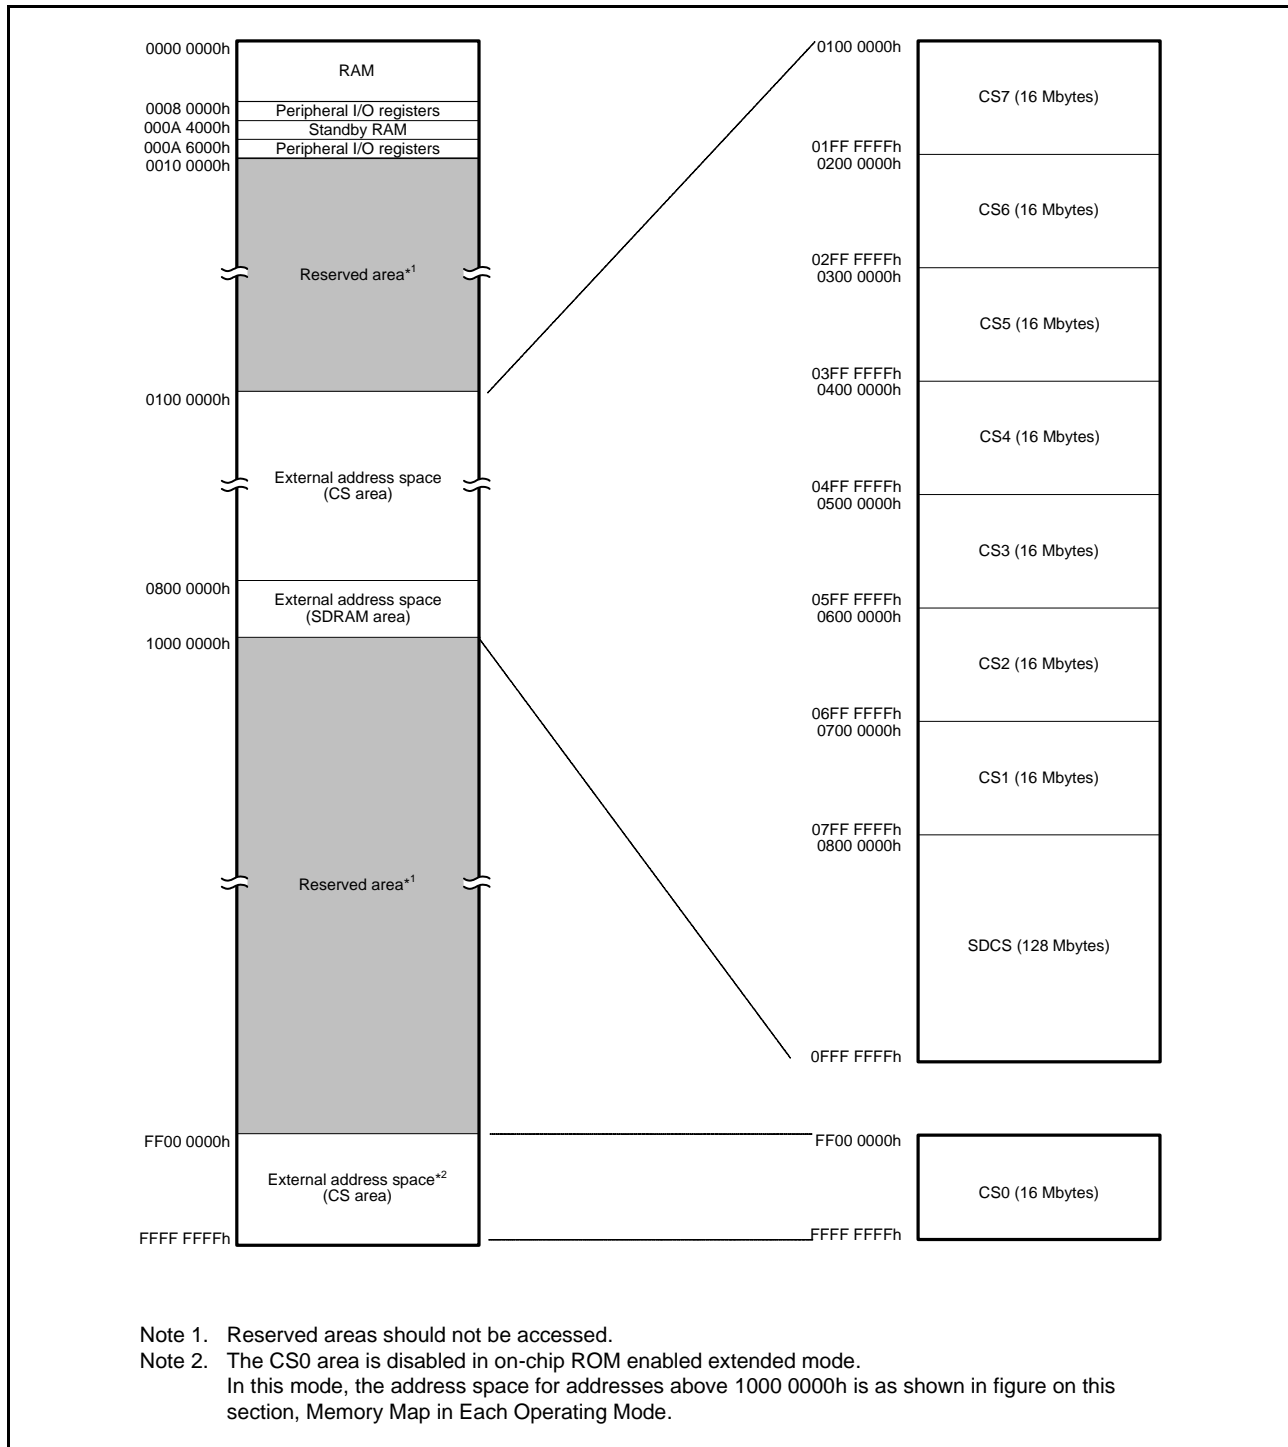 0000 0000h
RAM
0008 0000h
Peripheral I/O registers
000A 4000h
Standby RAM
000A 6000h
Peripheral I/O registers
0010 0000h
Reserved area*1
0100 0000h
External address space
(CS area)
0800 0000h
External address space
(SDRAM area)
1000 0000h
Reserved area*1
FF00 0000h
External address space*2
(CS area)
FFFF FFFFh
0100 0000h
CS7 (16 Mbytes)
01FF FFFFh
0200 0000h
CS6 (16 Mbytes)
02FF FFFFh
0300 0000h
CS5 (16 Mbytes)
03FF FFFFh
0400 0000h
CS4 (16 Mbytes)
04FF FFFFh
0500 0000h
CS3 (16 Mbytes)
05FF FFFFh
0600 0000h
CS2 (16 Mbytes)
06FF FFFFh
0700 0000h
CS1 (16 Mbytes)
07FF FFFFh
0800 0000h
SDCS (128 Mbytes)
0FFF FFFFh
FF00 0000h
CS0 (16 Mbytes)
FFFF FFFFh
Note 1. Reserved areas should not be accessed.
Note 2. The CS0 area is disabled in on-chip ROM enabled extended mode.
In this mode, the address space for addresses above 1000 0000h is as shown in figure on this
section, Memory Map in Each Operating Mode.